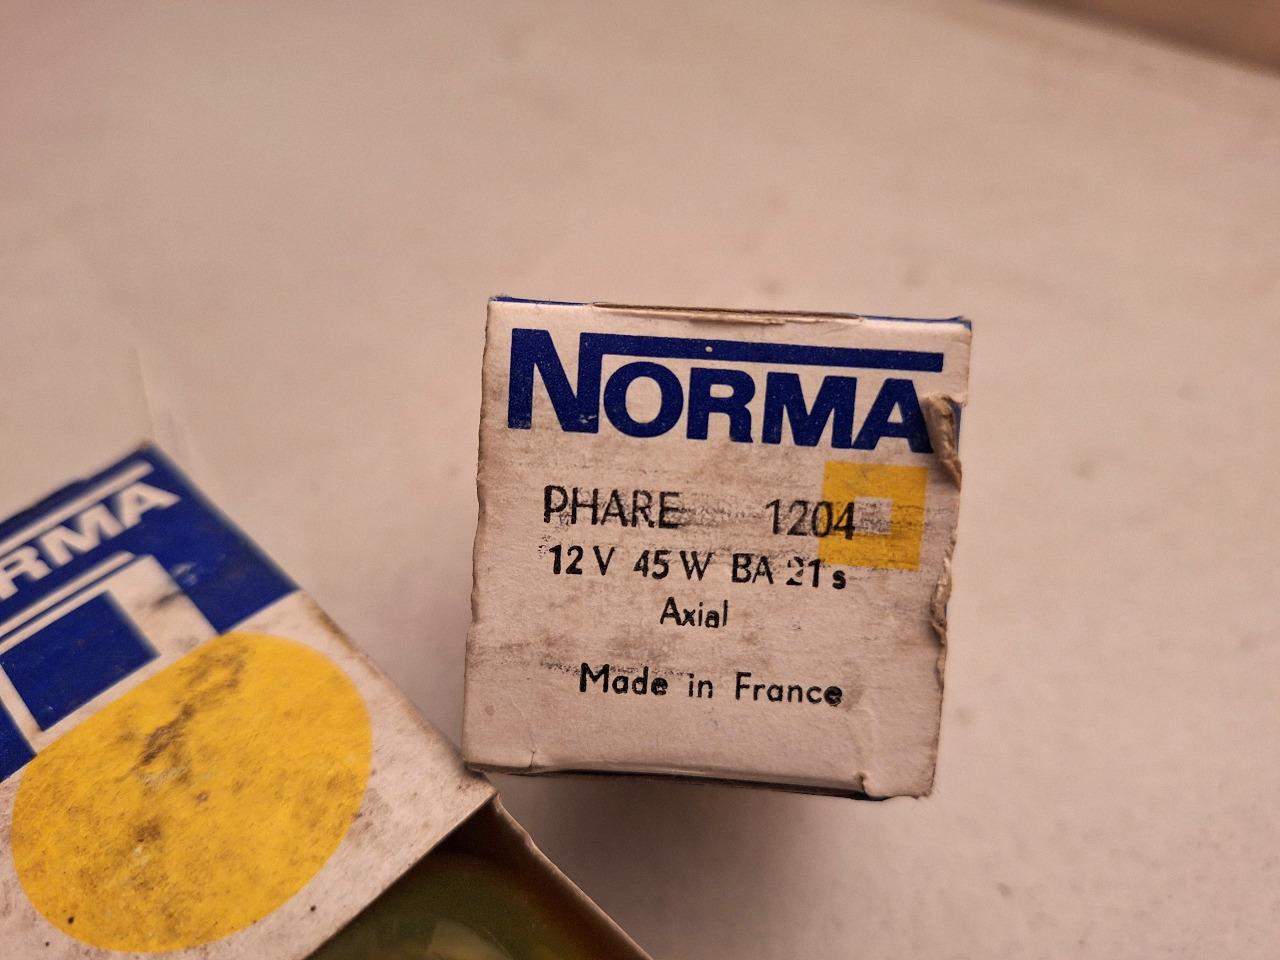 NORMA
PHARE 1204
12 V 45 W BA 21 s
Axial
Made in France
RMA